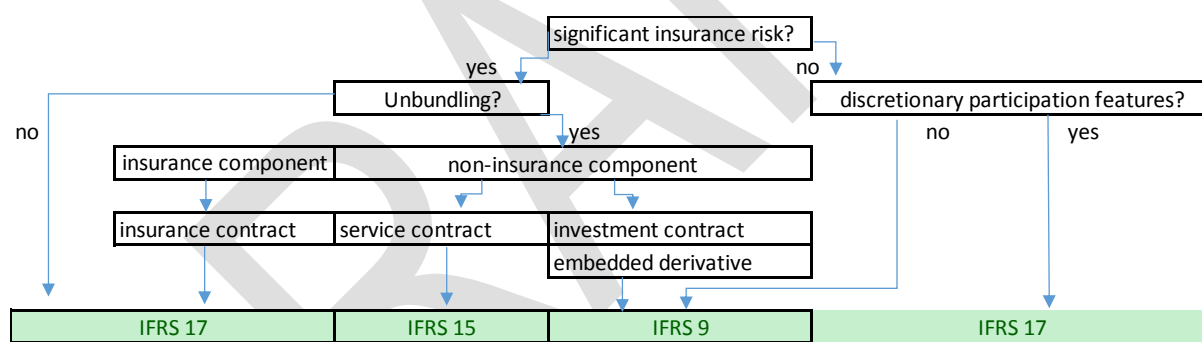 significant insurance risk?
yes
no
Unbundling?
discretionary participation features?
no
yes
no
yes
insurance component
non-insurance component
insurance contract
service contract
investment contract
embedded derivative
IFRS 17
IFRS 15
IFRS 9
IFRS 17